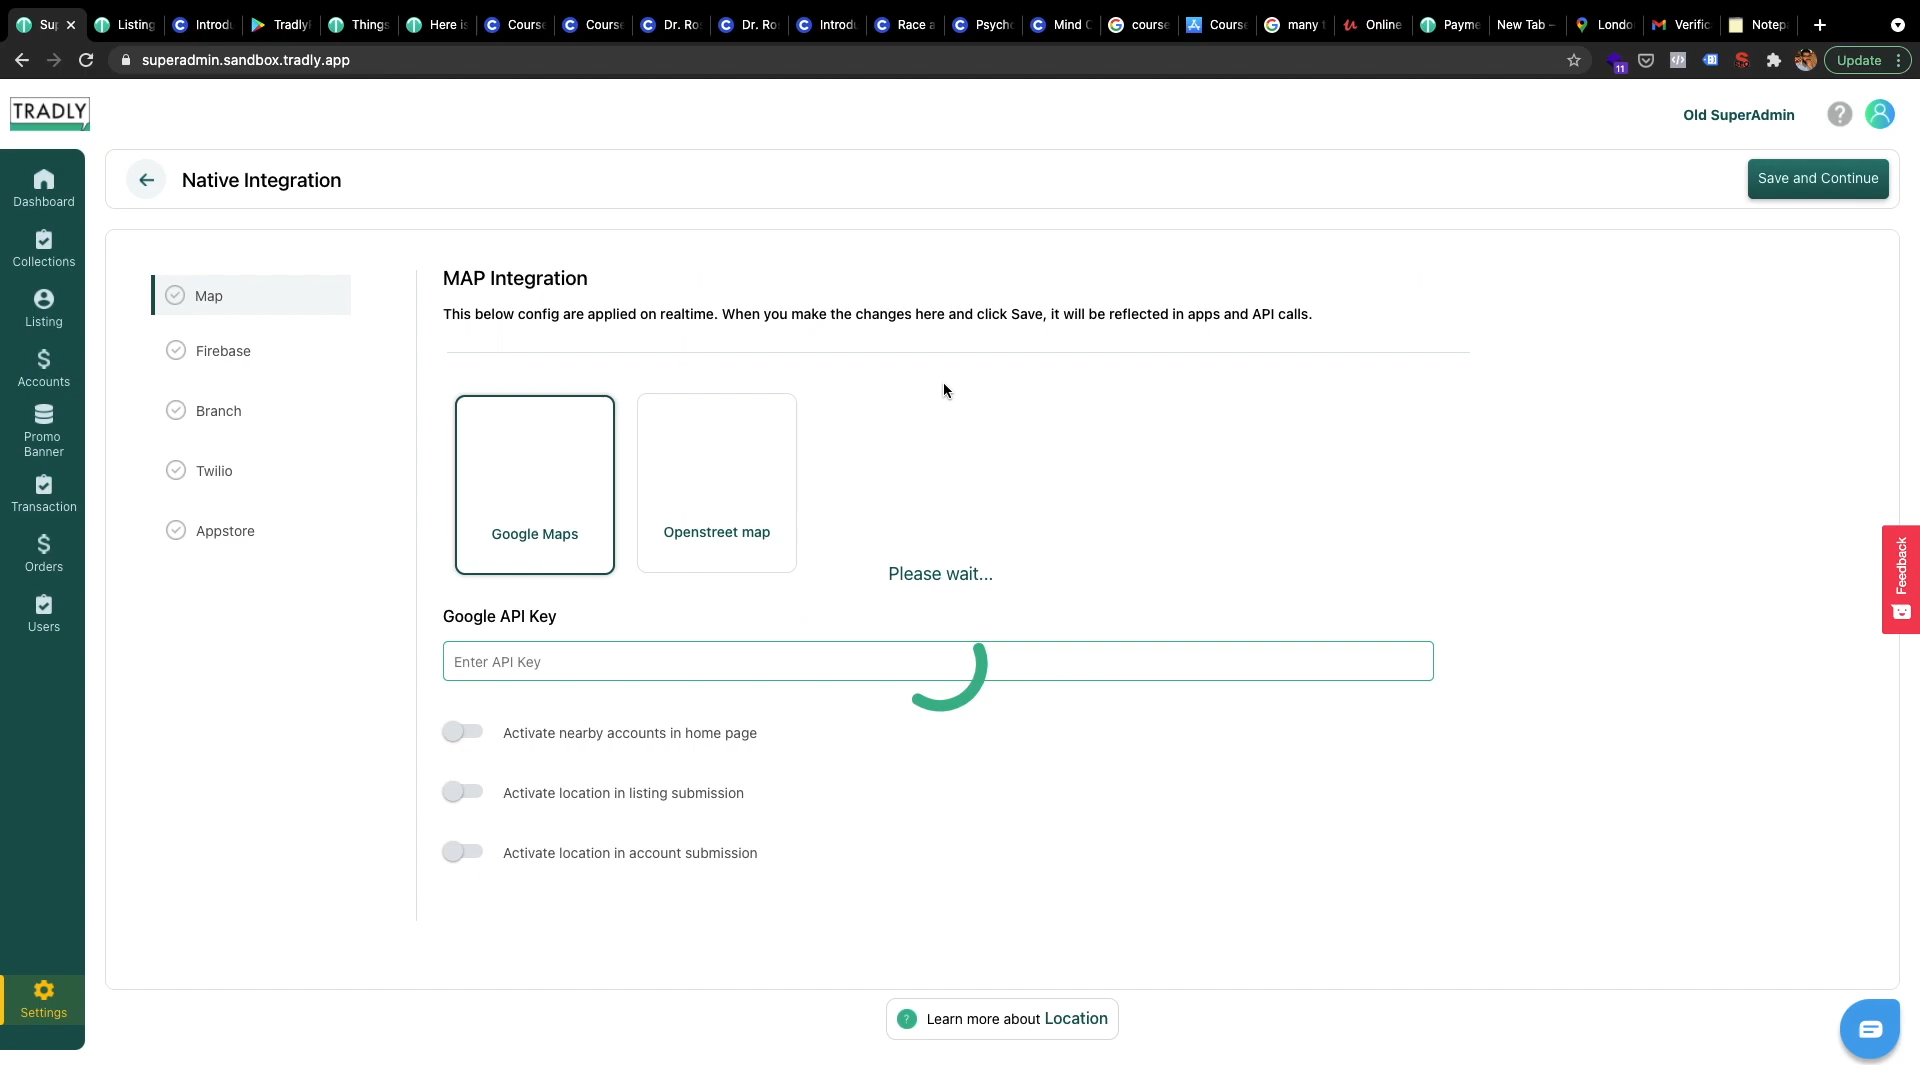 Sup
Listing
Introdu
Tradly
Things
Here is
Course
Course
Dr. Ros
Dr. Ros
Introdu
Race a
Psycho
Mind C
course
Course
many t
Online
Payme
New Tab
Londo
Verific
Notep
superadmin.sandbox.tradly.app
11
Update
TRADLY
Old SuperAdmin
?
Native Integration
Save and Continue
Dashboard
Collections
Listing
Accounts
Promo
Banner
Transaction
Orders
Users
Settings
Map
Firebase
Branch
Twilio
Appstore
MAP Integration
This below config are applied on realtime. When you make the changes here and click Save, it will be reflected in apps and API calls.
Google Maps
Openstreet map
Please wait...
Google API Key
Enter API Key
Activate nearby accounts in home page
Activate location in listing submission
Activate location in account submission
Feedback
? Learn more about Location